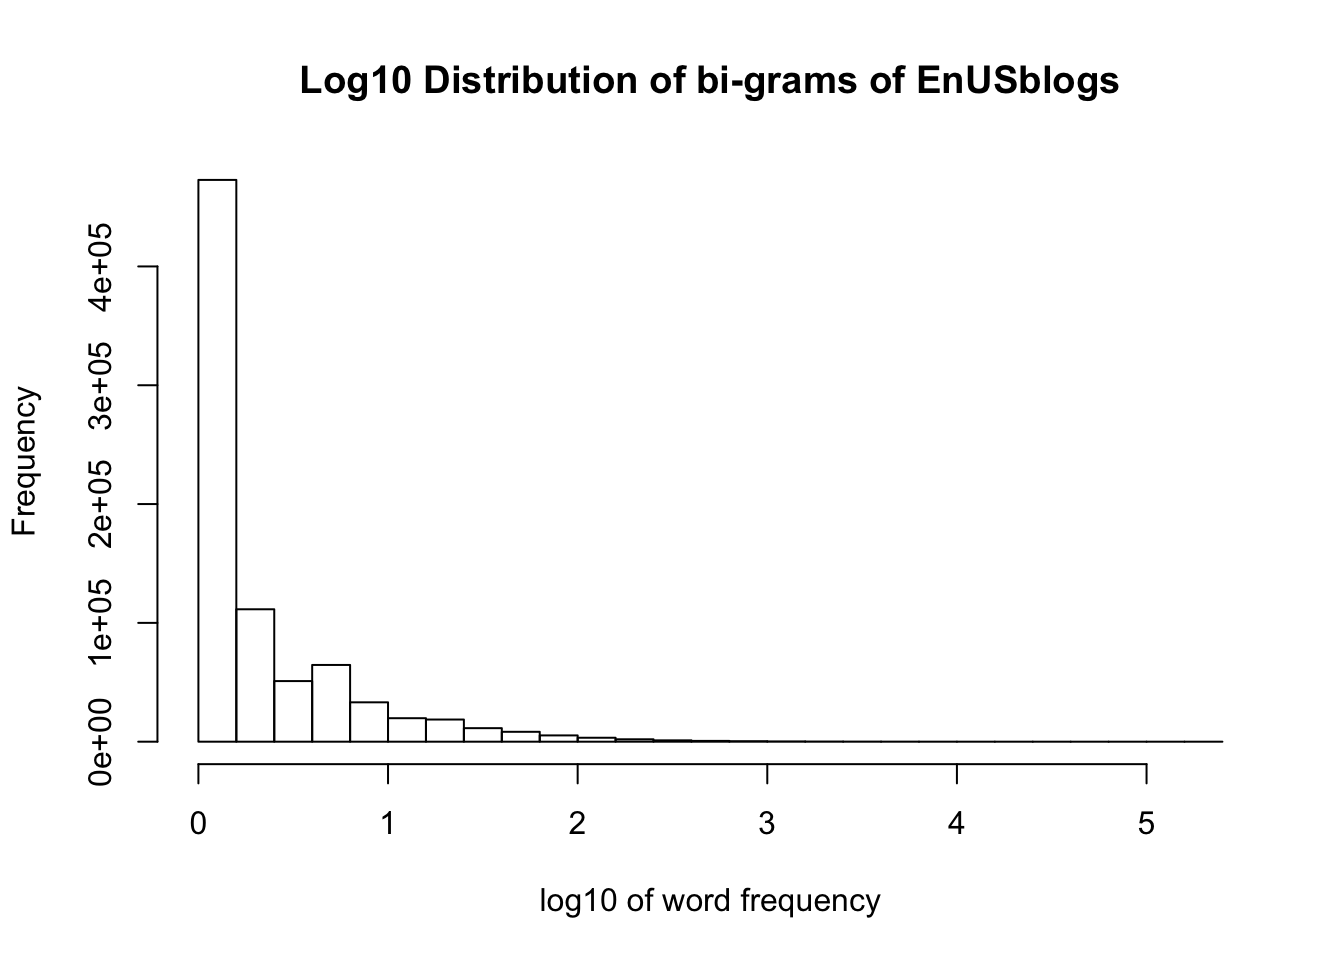 Log10 Distribution of bi-grams of EnUSblogs
Frequency
4e+05
3e+05
2e+05
1e+05
0e+00
0 1 2 3 4 5
log10 of word frequency